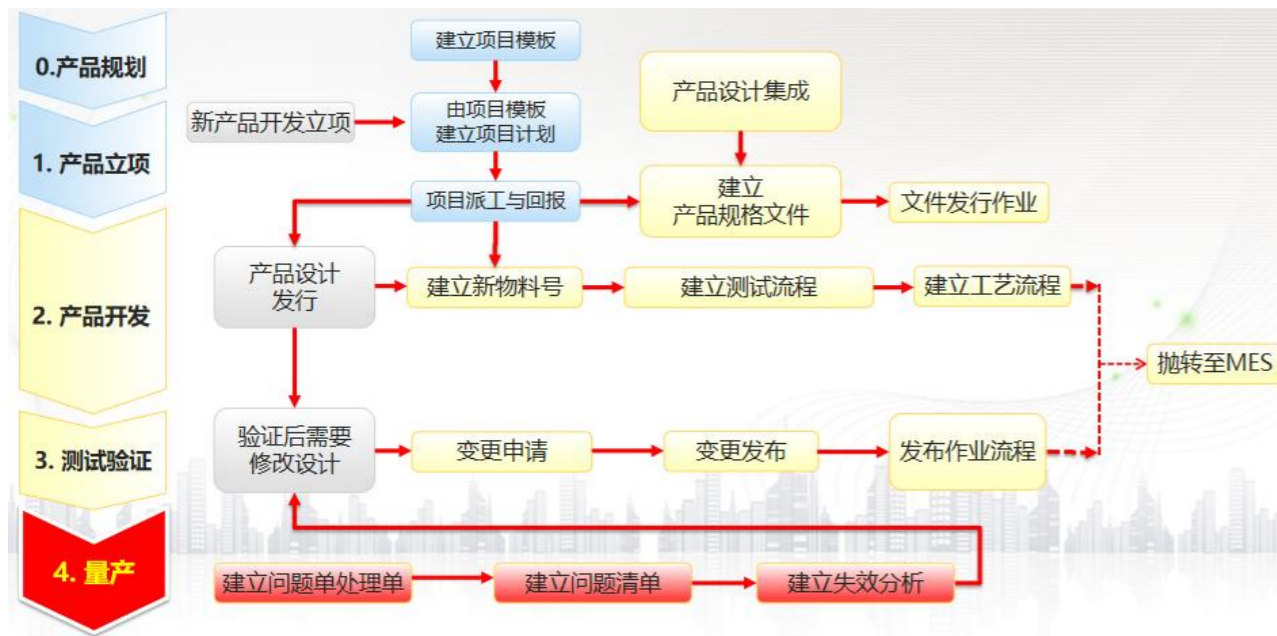 0.产品规划
建立项目模板
产品设计集成
1. 产品立项
新产品开发立项
由项目模板
建立项目计划
项目派工与回报
建立
产品规格文件
文件发行作业
2. 产品开发
产品设计
发行
建立新物料号
建立测试流程
建立工艺流程
抛转至MES
3. 测试验证
验证后需要
修改设计
变更申请
变更发布
发布作业流程
4. 量产
建立问题单处理单
建立问题清单
建立失效分析